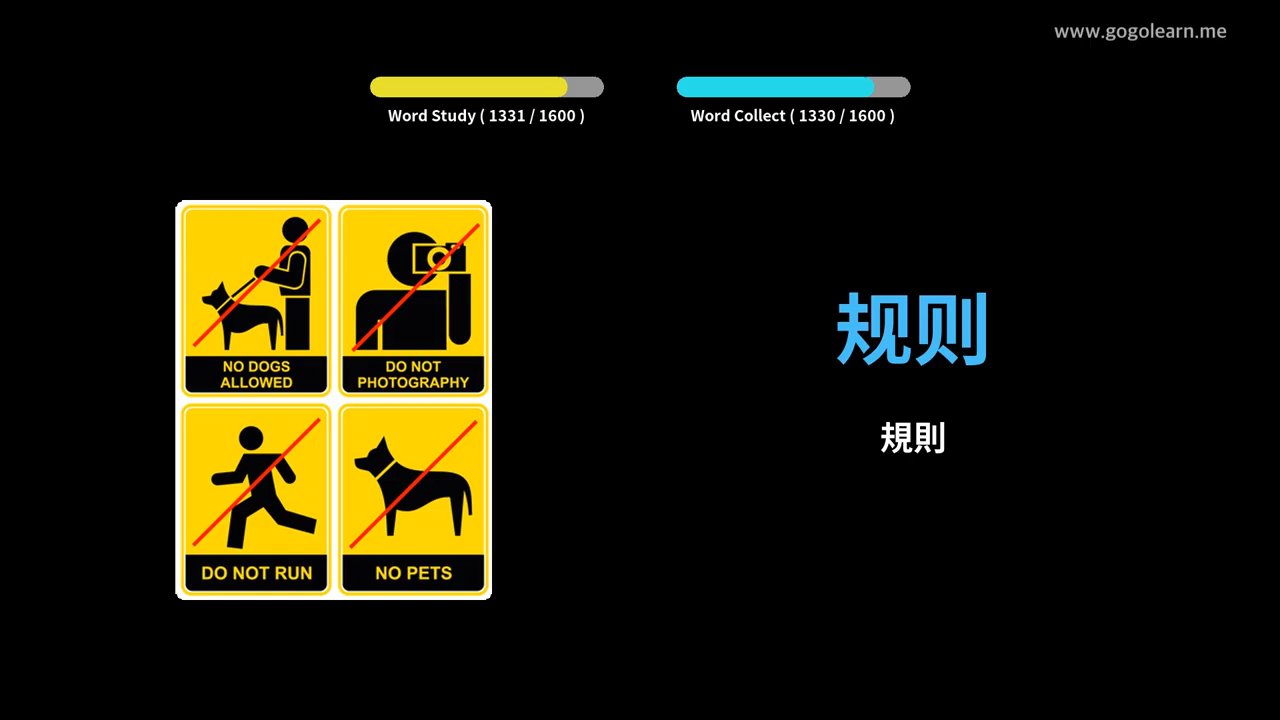 www.gogolearn.me
Word Study ( 1331 / 1600 )
Word Collect ( 1330 / 1600 )
NO DOGS
ALLOWED
DO NOT
PHOTOGRAPHY
DO NOT RUN
NO PETS
规则
規則